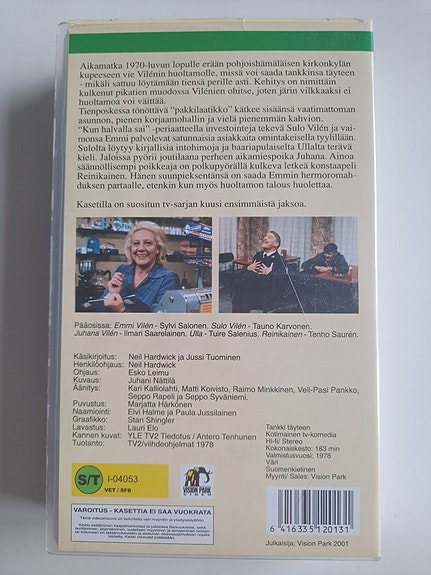 Aikamatka 1970-luvun lopulle erään pohjoishämäläisen kirkonkylän
kupeeseen vie Vilénin huoltamolle, missä voi saada tankkinsa täyteen
- mikäli sattuu löytämään tiensä perille asti. Kehitys on nimittäin
kulkenut pikatien muodossa Vilénien ohitse, joten järin vilkkaaksi ei
huoltamoa voi väittää.
Tienposkessa tönöttävä "pakkilaatikko" kätkee sisäänsä vaatimattoman
asunnon, pienen korjaamohallin ja vielä pienemmän kahvion.
"Kun halvalla sai" -periaatteella investointeja tekevä Sulo Vilén ja vai-
monsa Emmi palvelevat satunnaisia asiakkaita omintakeisella tyylillään.
Sulolta löytyy kirjallisia intohimoja ja baariapulaiselta Ullalta terävä
kieli. Jaloissa pyörii joutilaana perheen aikamiespoika Juhana. Ainoa
säännöllisempi poikkeaja on polkupyörällä kulkeva letkeä konstaapeli
Reinikainen. Hänen suunpieksentänsä on saada Emmin hermoromah-
duksen partaalle, etenkin kun myös huoltamon talous huolettaa.
Kasetilla on suositun tv-sarjan kuusi ensimmäistä jaksoa.
Pääosissa: Emmi Vilén - Sylvi Salonen. Sulo Vilén - Tauno Karvonen.
Juhana Vilén - Ilmari Saarelainen. Ulla - Tuire Salenius. Reinikainen - Tenho Saurén.
Käsikirjoitus: Neil Hardwick ja Jussi Tuominen
Henkilöohjaus: Neil Hardwick
Ohjaus: Esko Leimu
Kuvaus: Juhani Nättilä
Äänitys: Kari Kalliolahti, Matti Koivisto, Raimo Minkkinen, Veli-Pasi Pankko,
Seppo Rapeli ja Seppo Syväniemi.
Puvustus: Marjatta Härkönen
Naamiointi: Elvi Halme ja Paula Jussilainen
Graafikko: Stan Shingler
Lavastus: Lauri Elo
Kannen kuvat: YLE TV2 Tiedotus / Antero Tenhunen
Tuotanto: TV2/viihdeohjelmat 1978
Tankki täyteen
Kotimainen tv-komedia
Hi-fi/ Stereo
Kokonaiskesto: 183 min
Valmistusvuosi: 1978
Väri
Suomenkielinen
Myynti/ Sales: Vision Park
S/T
I-04053
VET / SFB
VISION PARK
VIDEO
VAROITUS - KASETTIA EI SAA VUOKRATA
6 416335 120131
Julkaisija: Vision Park 2001